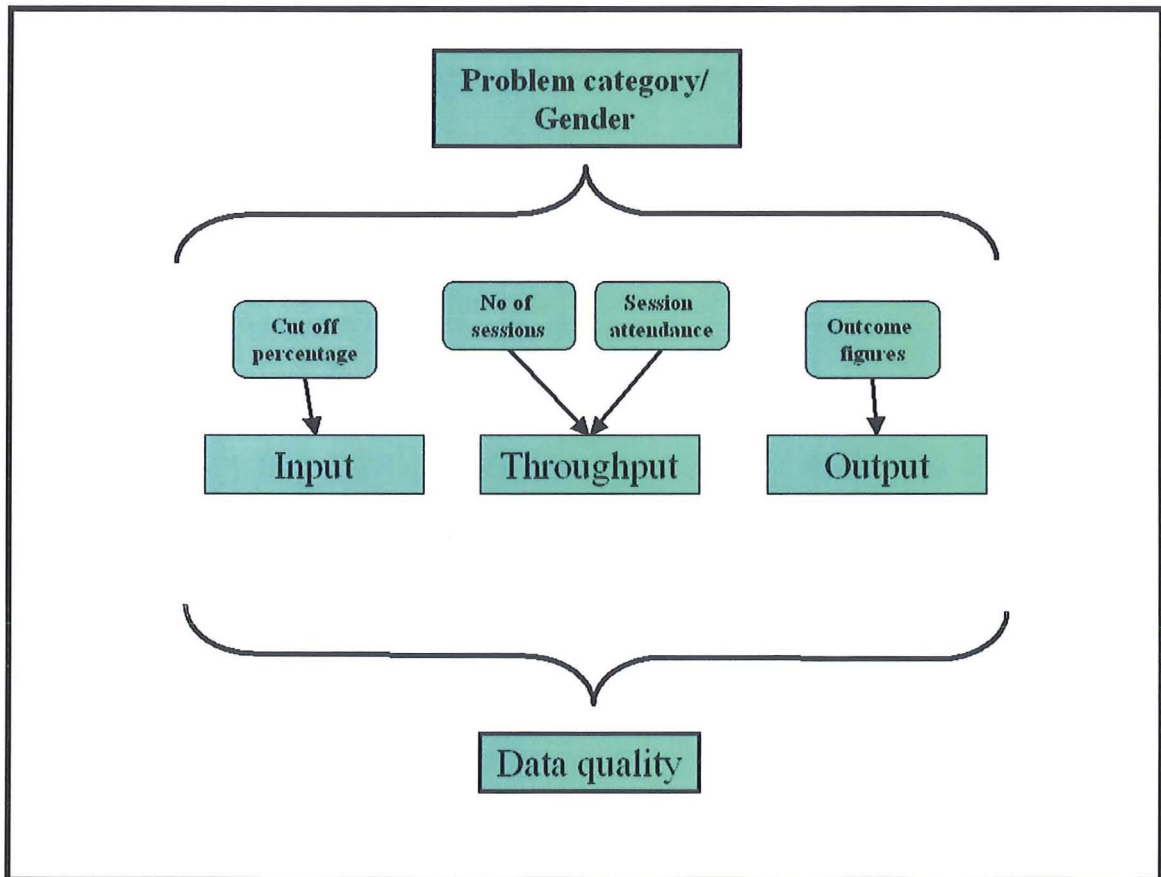 Problem category/
Gender
Cut off
percentage
No of
sessions
Session
attendance
Outcome
figures
Input
Throughput
Output
Data quality